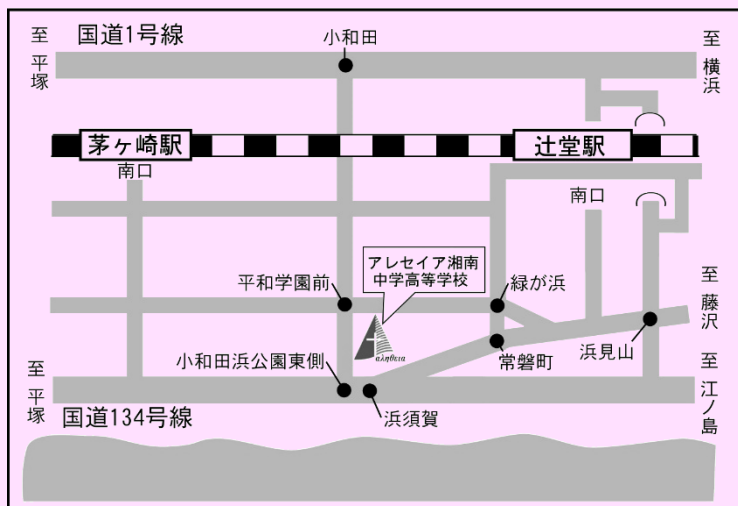 至平塚
国道1号線
小和田
至横浜
茅ヶ崎駅
辻堂駅
南口
南口
アレセイア湘南
中学高等学校
平和学園前
緑が浜
至藤沢
αληθεια
小和田浜公園東側
常磐町
浜見山
至平塚
至江ノ島
国道134号線
浜須賀